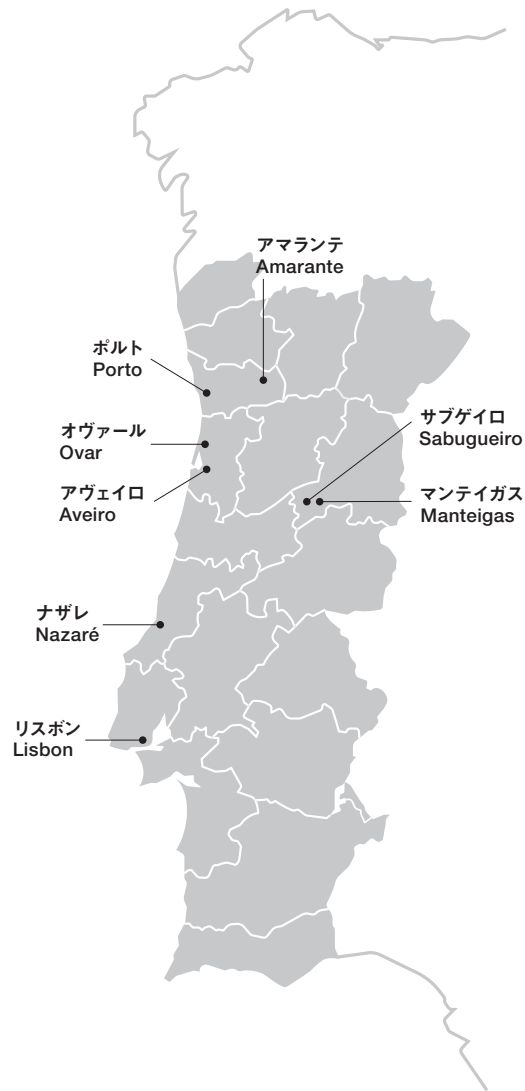 アマランテ
Amarante
ポルト
Porto
オヴァール
Ovar
アヴェイロ
Aveiro
サブゲイロ
Sabugueiro
マンテイガス
Manteigas
ナザレ
Nazaré
リスボン
Lisbon